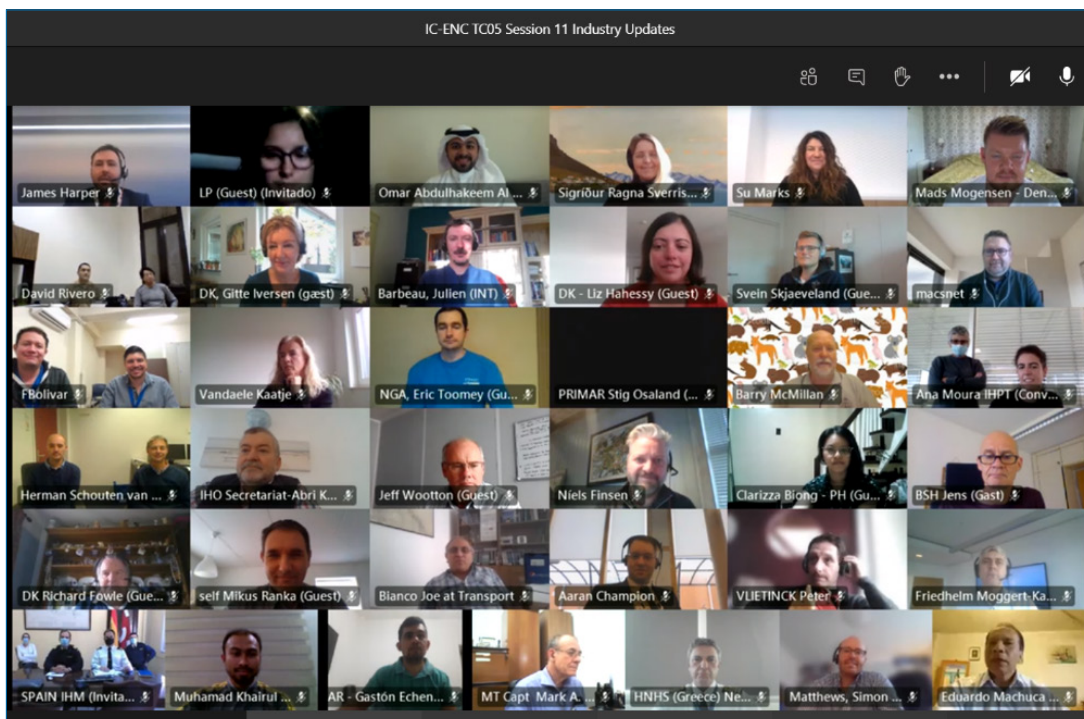 IC-ENC TC05 Session 11 Industry Updates
James Harper
LP (Guest) (Invitado)
Omar Abdulhakeem Al ...
Sigríður Ragna Sverris...
Su Marks
Mads Mogensen - Den...
David Rivero
DK, Gitte Iversen (gæst)
Barbeau, Julien (INT)
DK - Liz Hahessy (Guest)
Svein Skjaeveland (Gue...
macsnet
FBolivar
Vandaele Kaatje
NGA, Eric Toomey (Gu...
PRIMAR Stig Osaland (...
Barry McMillan
Ana Moura IHPT (Conv...
Herman Schouten van ...
IHO Secretariat-Abri K...
Jeff Wootton (Guest)
Níels Finsen
Clarizza Biong - PH (Gu...
BSH Jens (Gast)
DK Richard Fowle (Gue...
self Mikus Ranka (Guest)
Bianco Joe at Transport
Aaran Champion
VLIETINCK Peter
Friedhelm Moggert-Ka...
SPAIN IHM (Invita...
Muhamad Khairul ...
AR - Gastón Echen...
MT Capt Mark A. ...
HNHS (Greece) Ne...
Matthews, Simon ...
Eduardo Machuca ...